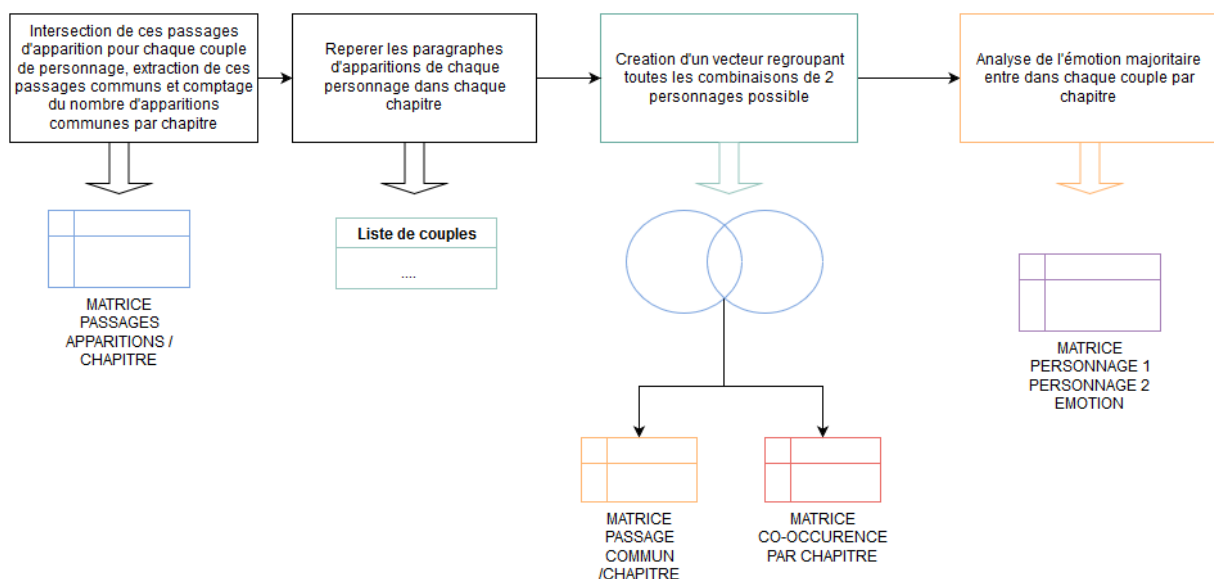 Intersection de ces passages
d'apparition pour chaque couple
de personnage, extraction de ces
passages communs et comptage
du nombre d'apparitions
communes par chapitre
Reperer les paragraphes
d'apparitions de chaque
personnage dans chaque
chapitre
Creation d'un vecteur regroupant
toutes les combinaisons de 2
personnages possible
Analyse de l'émotion majoritaire
entre dans chaque couple par
chapitre
MATRICE
PASSAGES
APPARITIONS /
CHAPITRE
Liste de couples
....
MATRICE
PERSONNAGE 1
PERSONNAGE 2
EMOTION
MATRICE
PASSAGE
COMMUN
/CHAPITRE
MATRICE
CO-OCCURENCE
PAR CHAPITRE